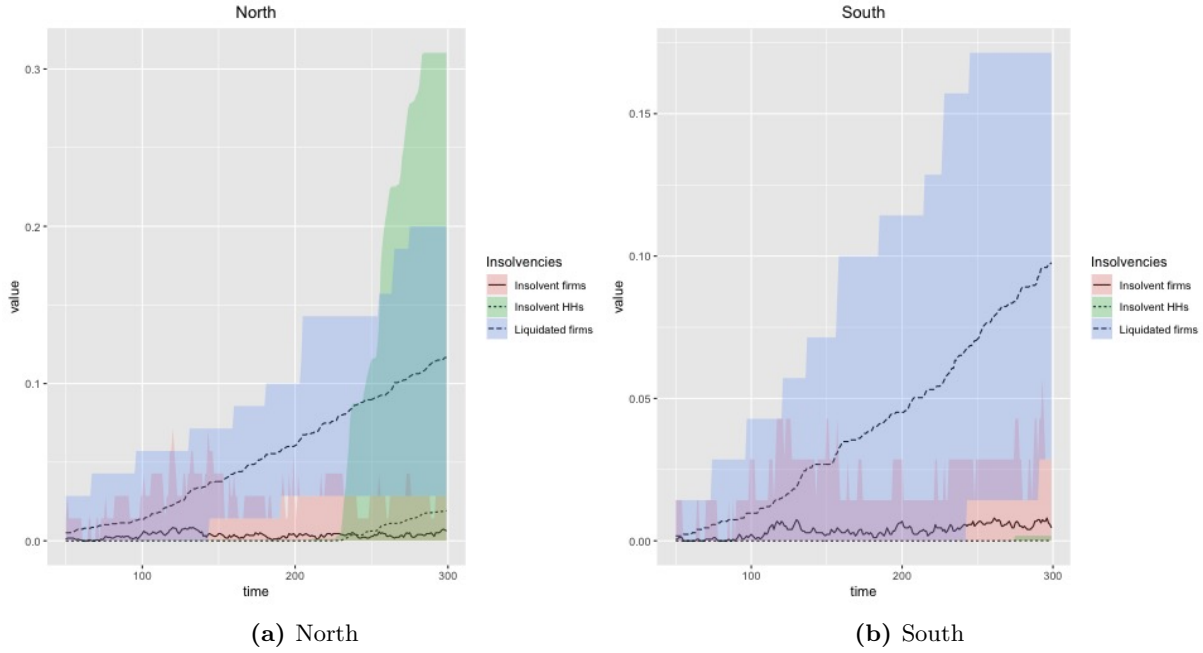 North
value
0.3
0.2
0.1
0.0
100
200
300
time
Insolvencies
Insolvent firms
Insolvent HHs
Liquidated firms
(a) North
South
value
0.15
0.10
0.05
0.00
100
200
300
time
Insolvencies
Insolvent firms
Insolvent HHs
Liquidated firms
(b) South